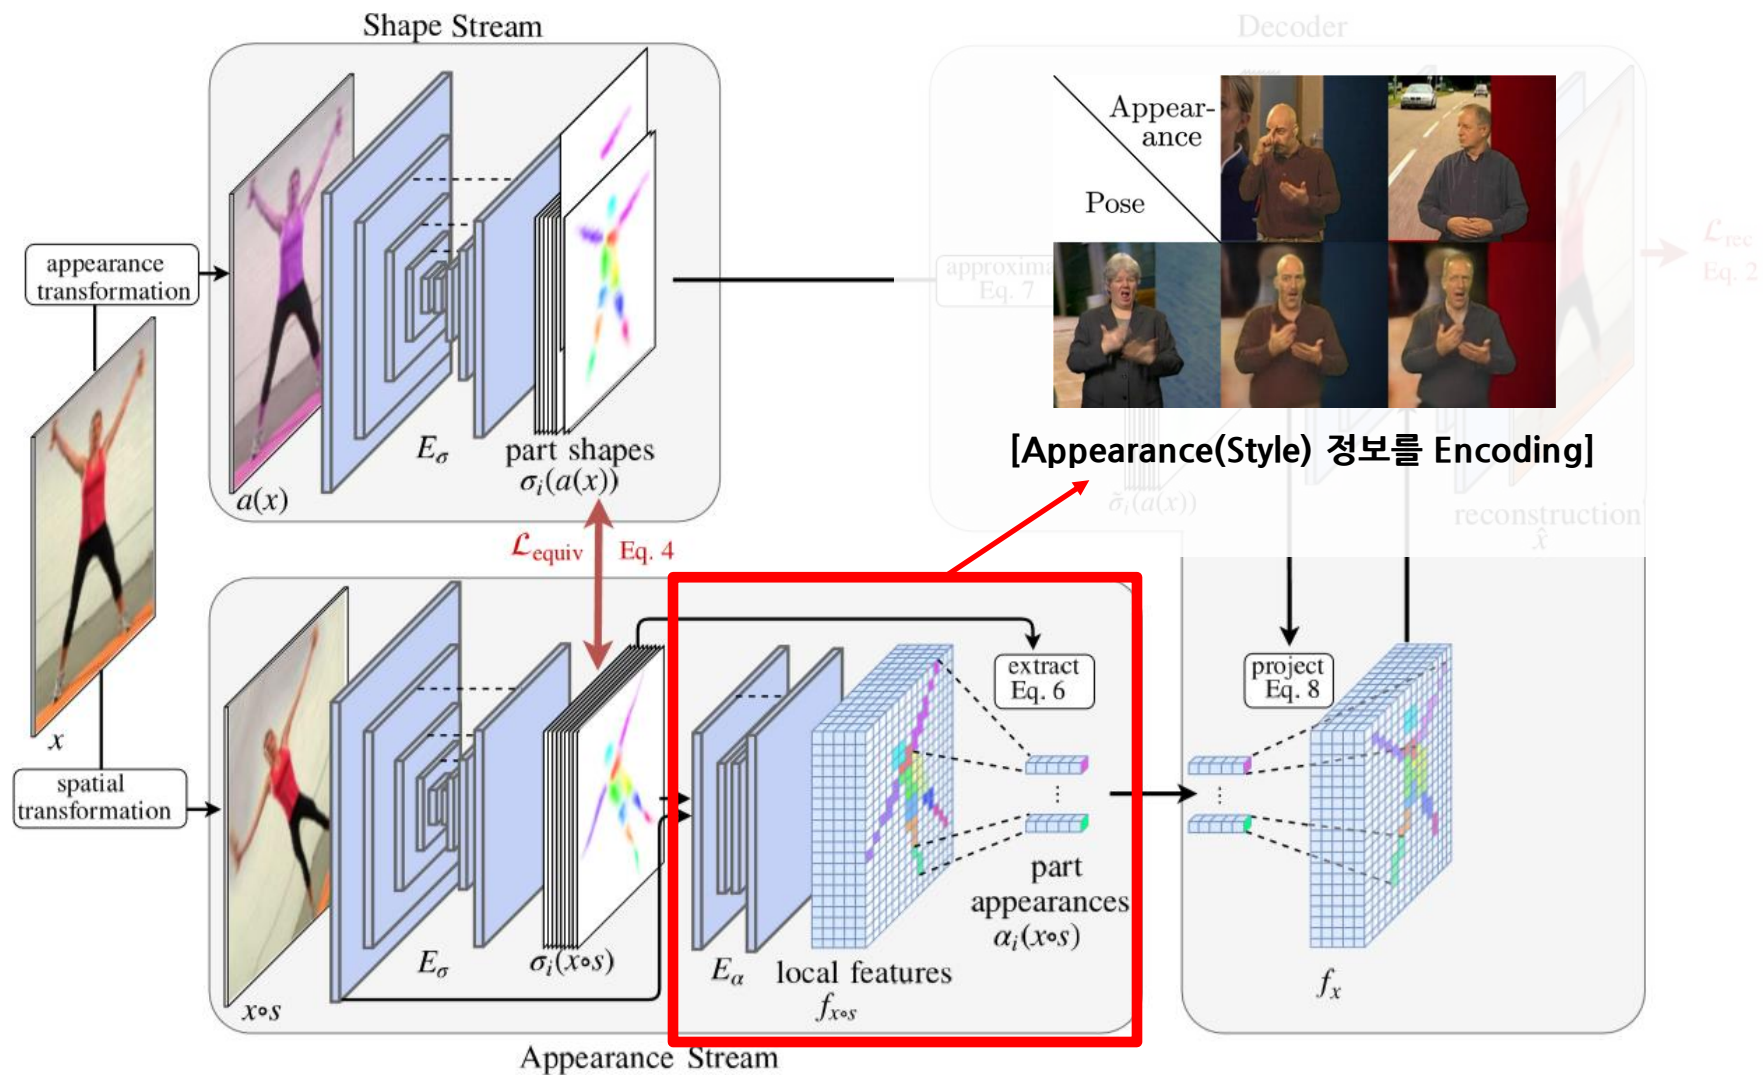 Shape Stream
Decoder
appearance
transformation
a(x)
E_σ
part shapes
σ_i(a(x))
x
spatial
transformation
ℒ_equiv
Eq. 4
Appear-
ance
Pose
approxima
Eq. 7
ℒ_rec
Eq. 2
[Appearance(Style) 정보를 Encoding]
σ̃_i(a(x))
reconstruction
x̂
x∘s
E_σ
σ_i(x∘s)
E_α
local features
f_{x∘s}
extract
Eq. 6
⋮
part
appearances
α_i(x∘s)
Appearance Stream
project
Eq. 8
⋮
f_x